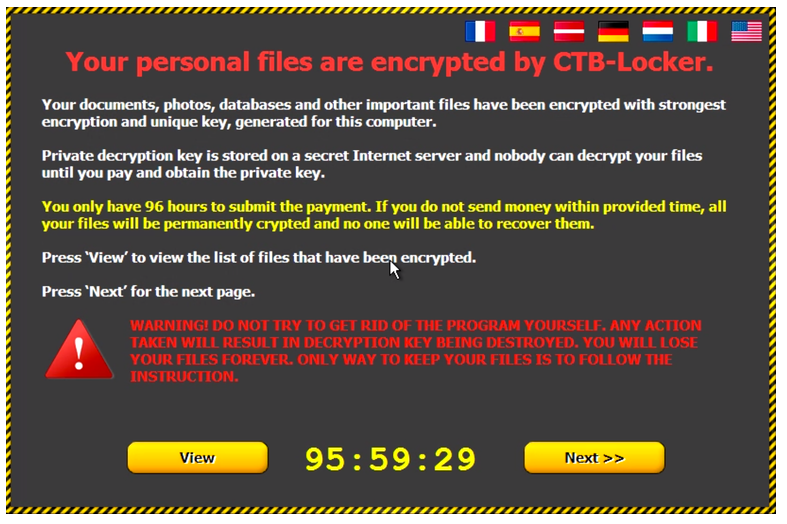 Your personal files are encrypted by CTB-Locker.
Your documents, photos, databases and other important files have been encrypted with strongest
encryption and unique key, generated for this computer.
Private decryption key is stored on a secret Internet server and nobody can decrypt your files
until you pay and obtain the private key.
You only have 96 hours to submit the payment. If you do not send money within provided time, all
your files will be permanently crypted and no one will be able to recover them.
Press 'View' to view the list of files that have been encrypted.
Press 'Next' for the next page.
WARNING! DO NOT TRY TO GET RID OF THE PROGRAM YOURSELF. ANY ACTION
TAKEN WILL RESULT IN DECRYPTION KEY BEING DESTROYED. YOU WILL LOSE
YOUR FILES FOREVER. ONLY WAY TO KEEP YOUR FILES IS TO FOLLOW THE
INSTRUCTION.
View 95:59:29 Next >>